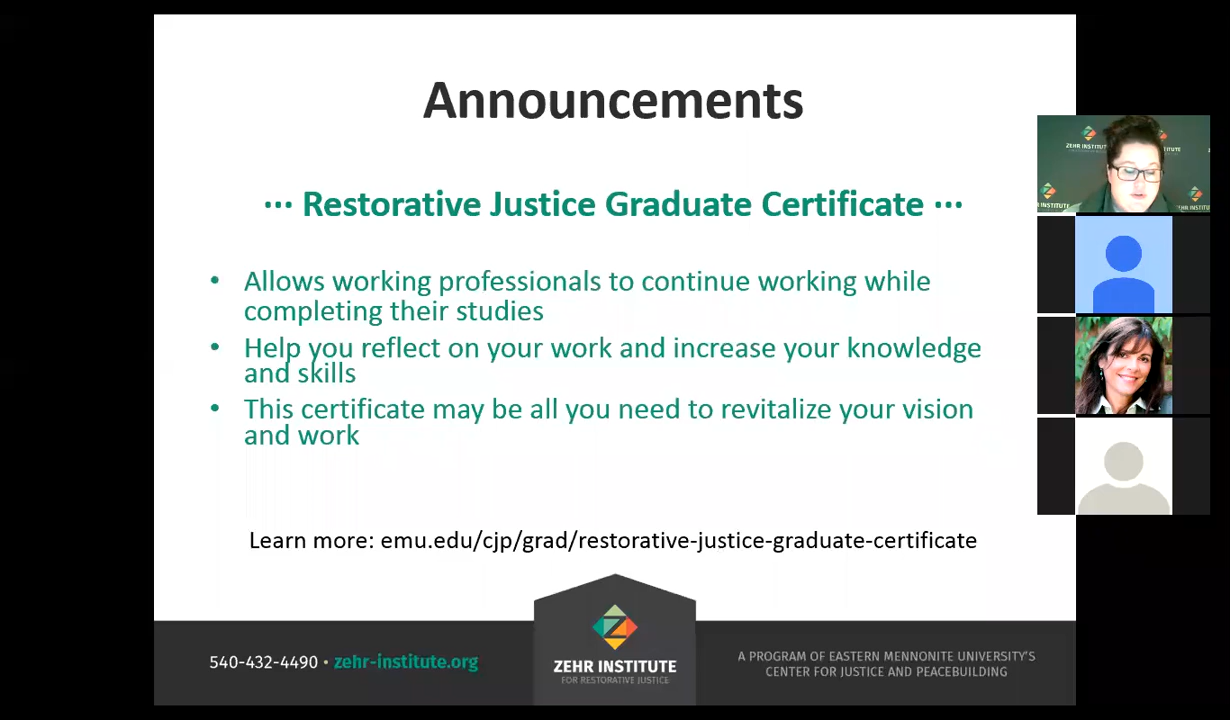 Announcements
··· Restorative Justice Graduate Certificate ···
• Allows working professionals to continue working while
completing their studies
• Help you reflect on your work and increase your knowledge
and skills
• This certificate may be all you need to revitalize your vision
and work
Learn more: emu.edu/cjp/grad/restorative-justice-graduate-certificate
540-432-4490 • zehr-institute.org
ZEHR INSTITUTE
FOR RESTORATIVE JUSTICE
A PROGRAM OF EASTERN MENNONITE UNIVERSITY'S
CENTER FOR JUSTICE AND PEACEBUILDING
ZEHR INSTITUTE